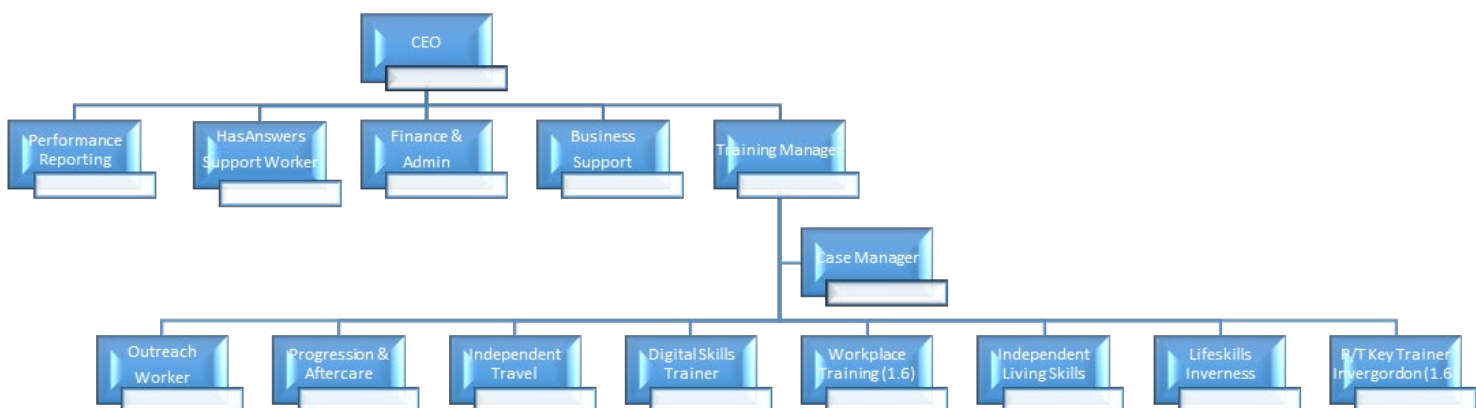 CEO
Performance
Reporting
HasAnswers
Support Worker
Finance &
Admin
Business
Support
Training Manager
Case Manager
Outreach
Worker
Progression &
Aftercare
Independent
Travel
Digital Skills
Trainer
Workplace
Training (1.6)
Independent
Living Skills
Lifeskills
Inverness
P/T Key Trainer
Invergordon (1.6)